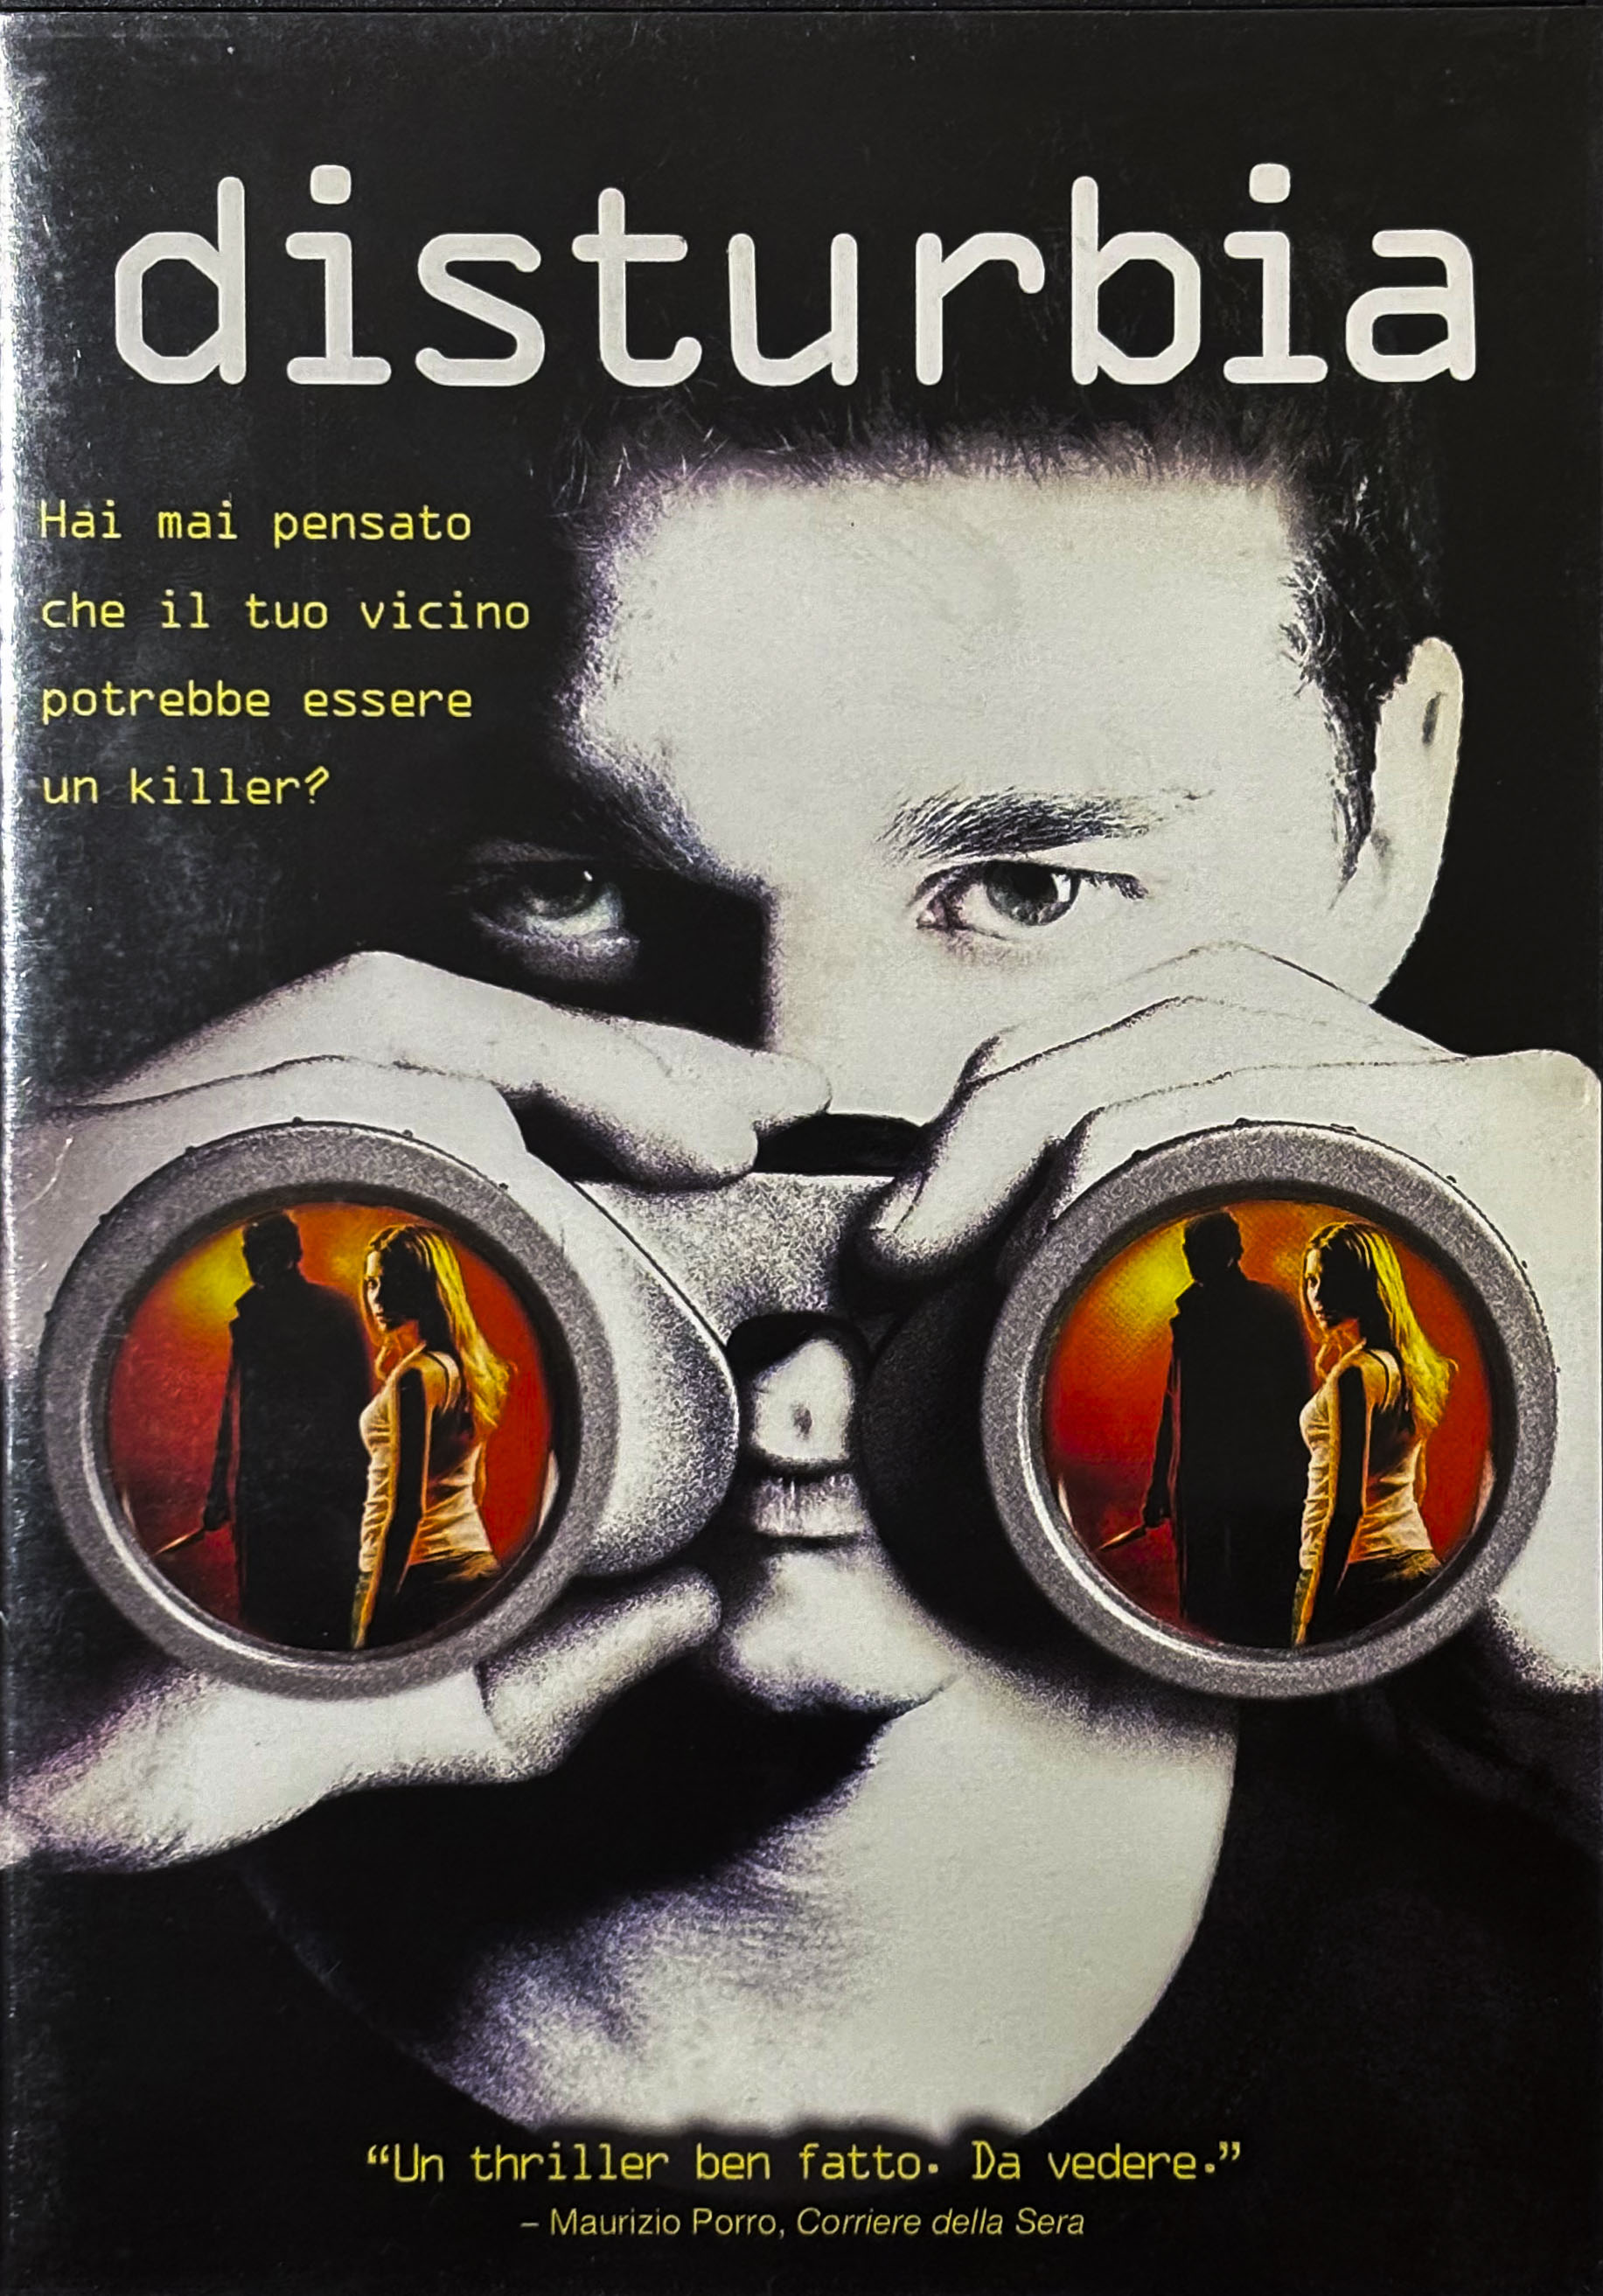 disturbia
Hai mai pensato
che il tuo vicino
potrebbe essere
un killer?
“Un thriller ben fatto. Da vedere.”
– Maurizio Porro, Corriere della Sera